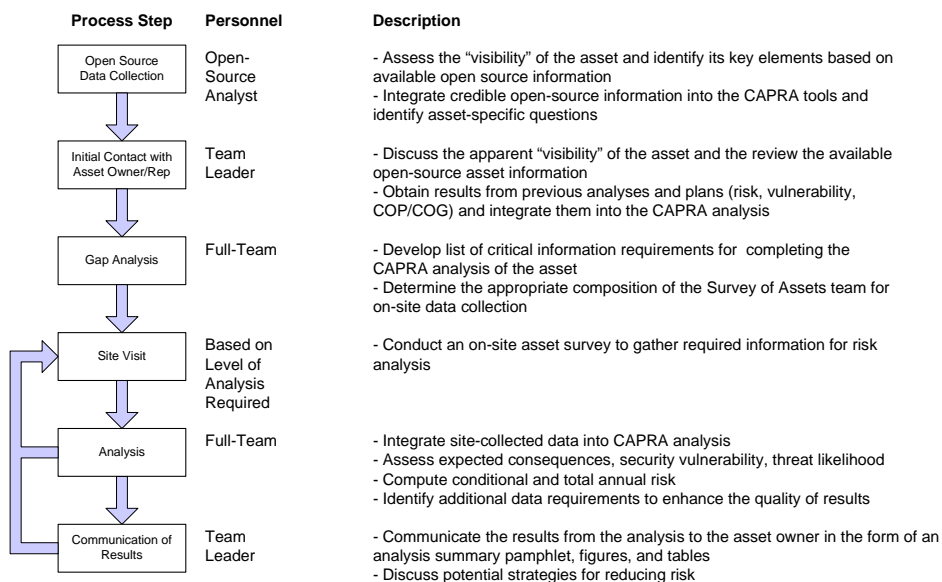 Process Step Personnel Description
Open Source
Data Collection
Open-
Source
Analyst
- Assess the “visibility” of the asset and identify its key elements based on
available open source information
- Integrate credible open-source information into the CAPRA tools and
identify asset-specific questions
Initial Contact with
Asset Owner/Rep
Team
Leader
- Discuss the apparent “visibility” of the asset and the review the available
open-source asset information
- Obtain results from previous analyses and plans (risk, vulnerability,
COP/COG) and integrate them into the CAPRA analysis
Gap Analysis
Full-Team
- Develop list of critical information requirements for completing the
CAPRA analysis of the asset
- Determine the appropriate composition of the Survey of Assets team for
on-site data collection
Site Visit
Based on
Level of
Analysis
Required
- Conduct an on-site asset survey to gather required information for risk
analysis
Analysis
Full-Team
- Integrate site-collected data into CAPRA analysis
- Assess expected consequences, security vulnerability, threat likelihood
- Compute conditional and total annual risk
- Identify additional data requirements to enhance the quality of results
Communication of
Results
Team
Leader
- Communicate the results from the analysis to the asset owner in the form of an
analysis summary pamphlet, figures, and tables
- Discuss potential strategies for reducing risk